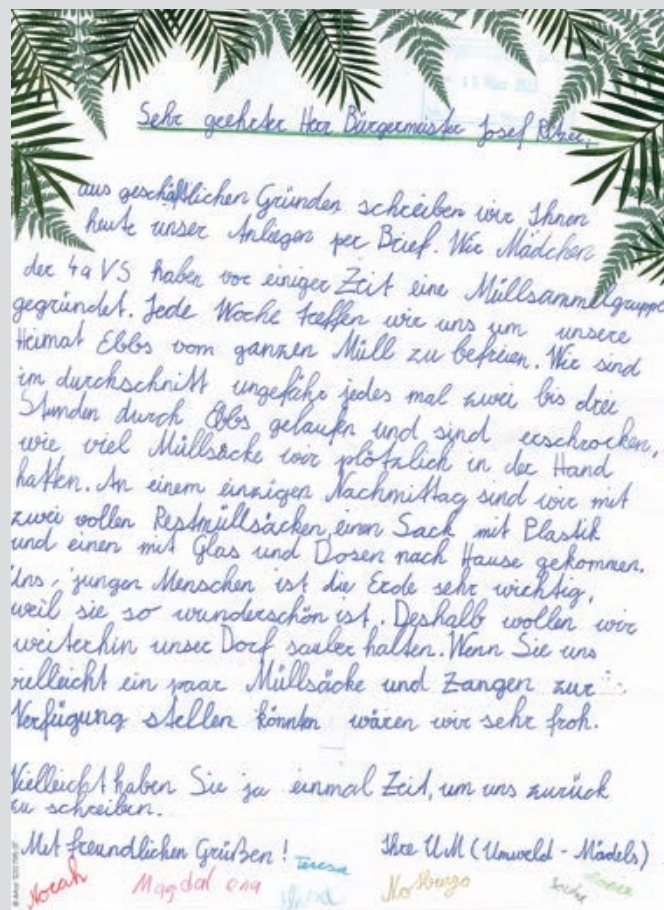 Sehr geehrter Herr Bürgermeister Josef Ritzer,
aus geschäftlichen Gründen schreiben wir Ihnen
heute unser Anliegen per Brief. Wir Mädchen
der 4a VS haben vor einiger Zeit eine Müllsammelgruppe
gegründet. Jede Woche treffen wir uns um unsere
Heimat Ebbs vom ganzen Müll zu befreien. Wir sind
im durchschnitt ungefähr jedes mal zwei bis drei
Stunden durch Ebbs gelaufen und sind erschrocken,
wie viel Müllsäcke wir plötzlich in der Hand
hatten. An einem einzigen Nachmittag sind wir mit
zwei vollen Restmüllsäcken, einen Sack mit Plastik
und einen mit Glas und Dosen nach Hause gekommen.
Uns, jungen Menschen ist die Erde sehr wichtig,
weil sie so wunderschön ist. Deshalb wollen wir
weiterhin unser Dorf sauber halten. Wenn Sie uns
vielleicht ein paar Müllsäcke und Zangen zur
Verfügung stellen könnten wären wir sehr froh.
Vielleicht haben Sie ja einmal Zeit, um uns zurück
zu schreiben.
Met freundlichen Grüßen! Ihre UM (Umweld - Mädels)
Teresa
Norah Magdalena Notburga